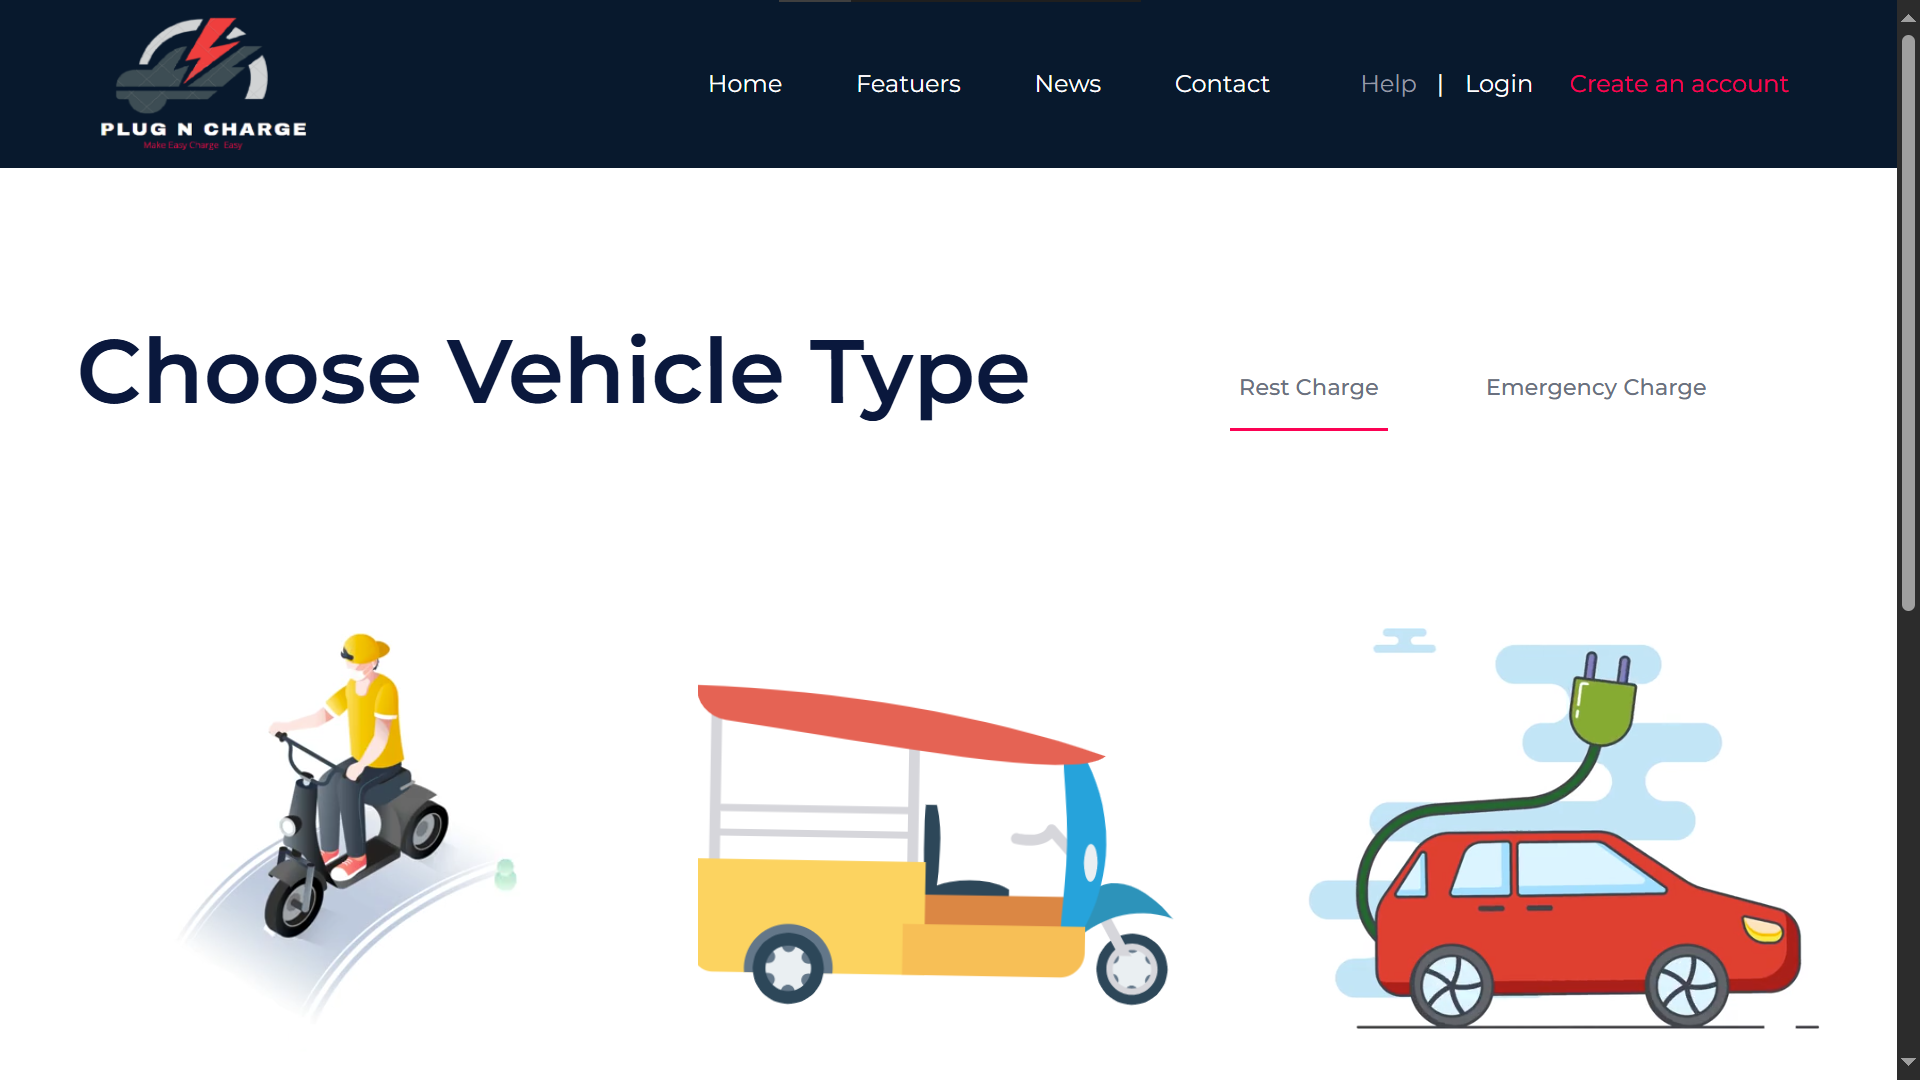 PLUG N CHARGE
Make Easy Charge Easy
Home Featuers News Contact Help | Login Create an account
Choose Vehicle Type
Rest Charge Emergency Charge